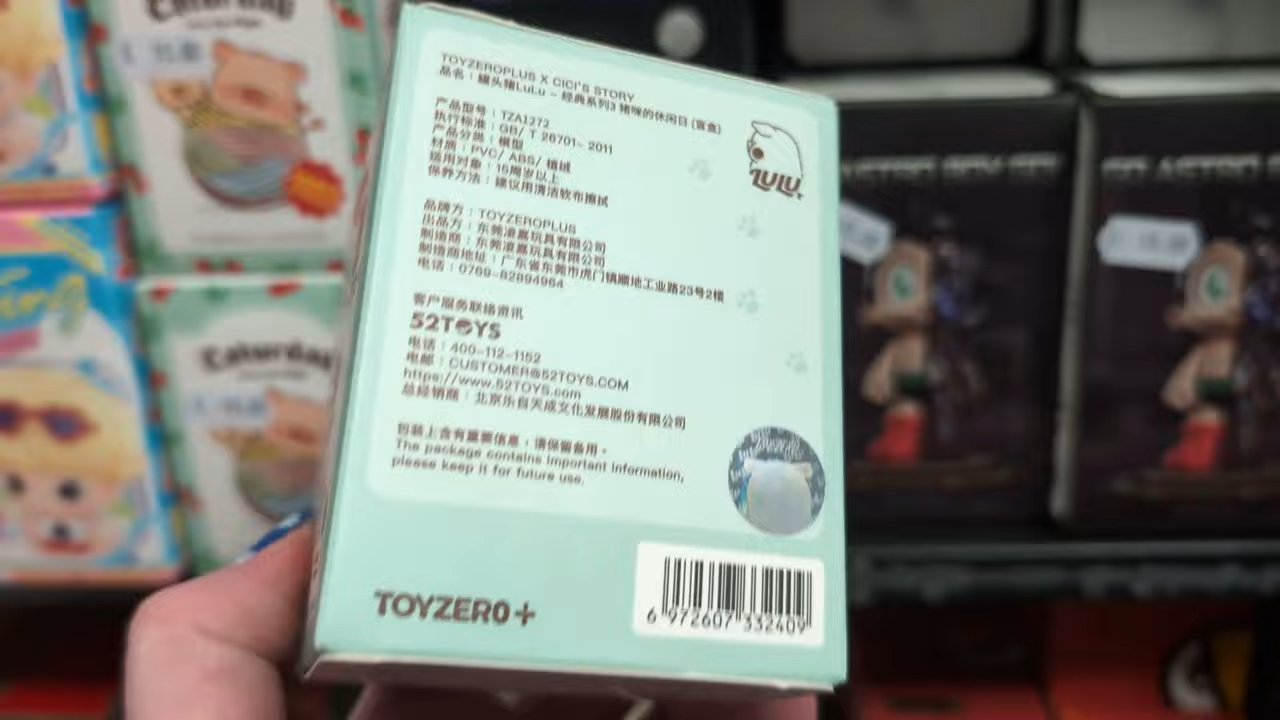 TOYZEROPLUS X CICI'S STORY
品名：罐头猪LuLu - 经典系列3 猪咪的休闲日 (盲盒)
产品型号：TZA1272
执行标准：GB/ T 26701- 2011
产品分类：模型
材质：PVC/ ABS/ 植绒
适用对象：15周岁以上
保养方法：建议用清洁软布擦拭
LULU
品牌方：TOYZEROPLUS
出品方：东莞凌嘉玩具有限公司
制造商：东莞凌嘉玩具有限公司
制造商地址：广东省东莞市虎门镇顺地工业路23号2楼
电话：0769-82894964
客户服务联络资讯
52TOYS
电话：400-112-1152
电邮：CUSTOMER@52TOYS.COM
https://www.52TOYS.com
总经销商：北京乐自天成文化发展股份有限公司
包装上含有重要信息，请保留备用。
The package contains important information,
please keep it for future use.
TOYZERO+
6 972607 332409
Caturday
Caturday